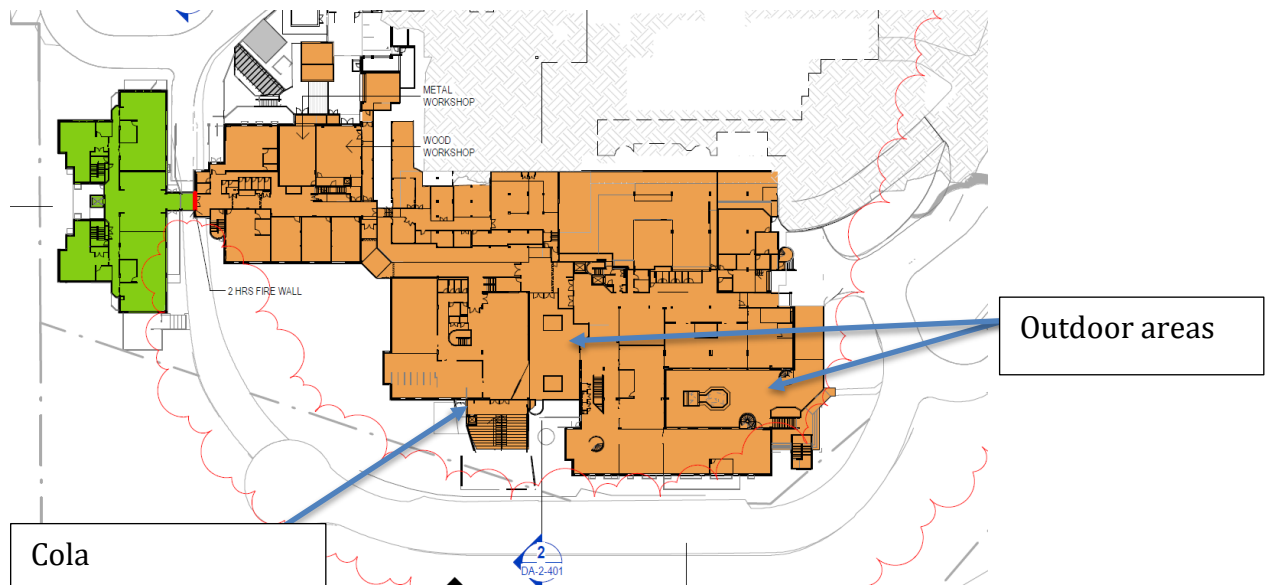 METAL
WORKSHOP
WOOD
WORKSHOP
2 HRS FIRE WALL
Outdoor areas
Cola
2
DA-2-401